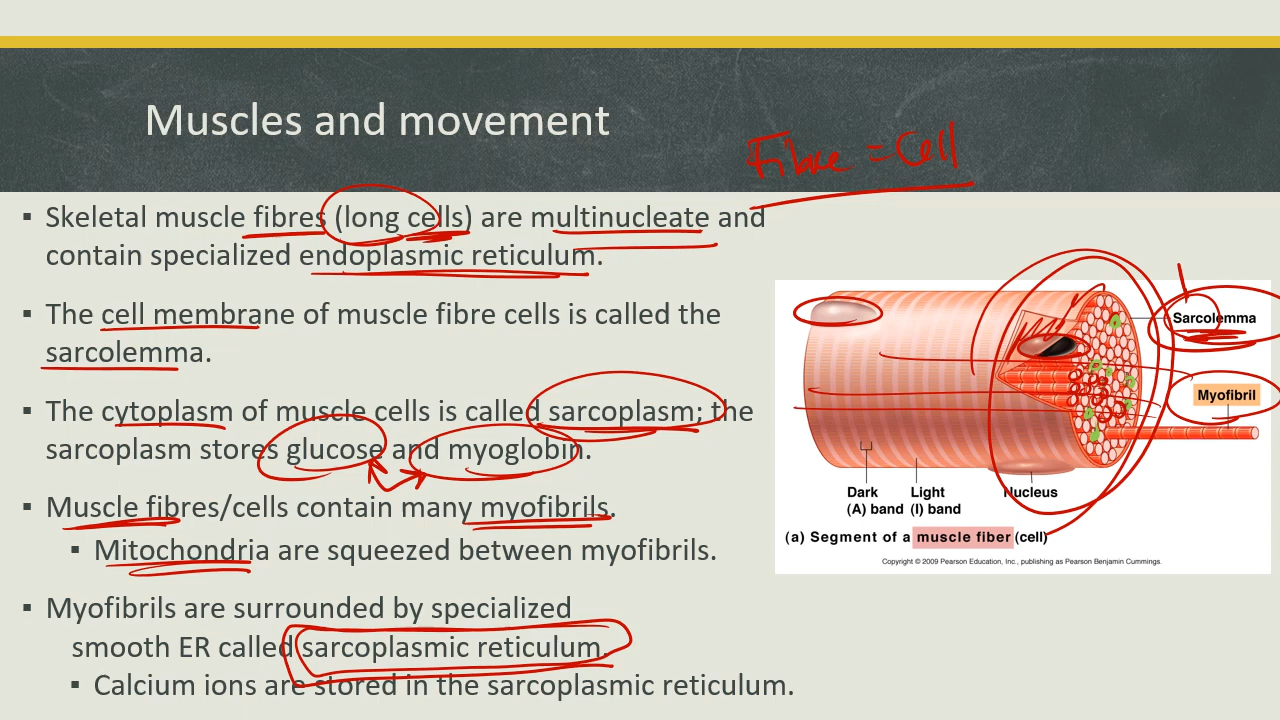 Muscles and movement
Fibre = Cell
▪ Skeletal muscle fibres (long cells) are multinucleate and
contain specialized endoplasmic reticulum.
▪ The cell membrane of muscle fibre cells is called the
sarcolemma.
▪ The cytoplasm of muscle cells is called sarcoplasm; the
sarcoplasm stores glucose and myoglobin.
▪ Muscle fibres/cells contain many myofibrils.
▪ Mitochondria are squeezed between myofibrils.
▪ Myofibrils are surrounded by specialized
smooth ER called sarcoplasmic reticulum.
▪ Calcium ions are stored in the sarcoplasmic reticulum.
Sarcolemma
Myofibril
Dark
(A) band
Light
(I) band
Nucleus
(a) Segment of a muscle fiber (cell)
Copyright © 2009 Pearson Education, Inc., publishing as Pearson Benjamin Cummings.